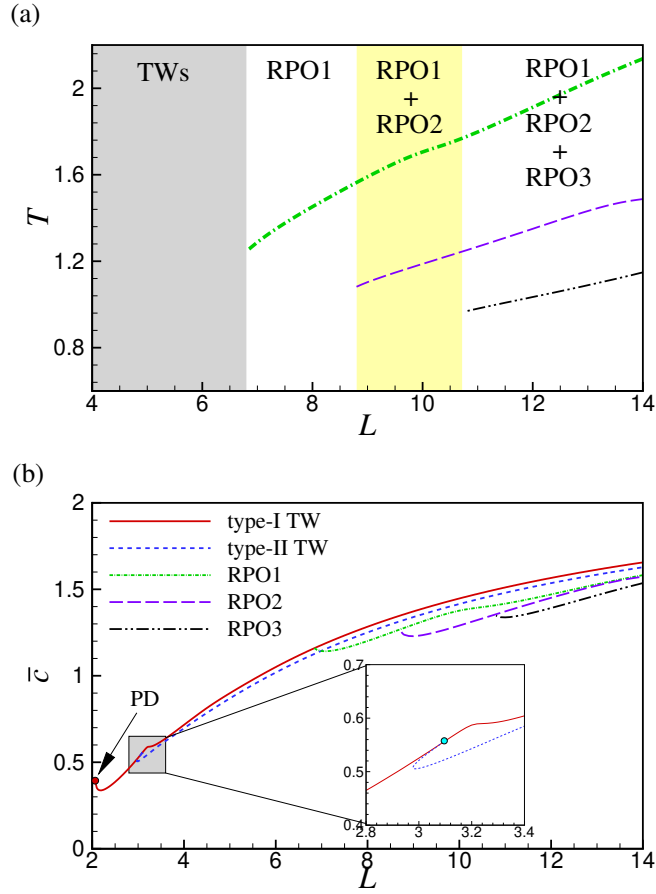 (a)
TWs RPO1 RPO1 RPO1
+ +
RPO2 RPO2
+
RPO3
T
2
1.6
1.2
0.8
4 6 8 10 12 14
L
(b)
c̅
2
1.5
1
0.5
0
type-I TW
type-II TW
RPO1
RPO2
RPO3
PD
0.7
0.6
0.5
0.4
2.8 3 3.2 3.4
2 4 6 8 10 12 14
L